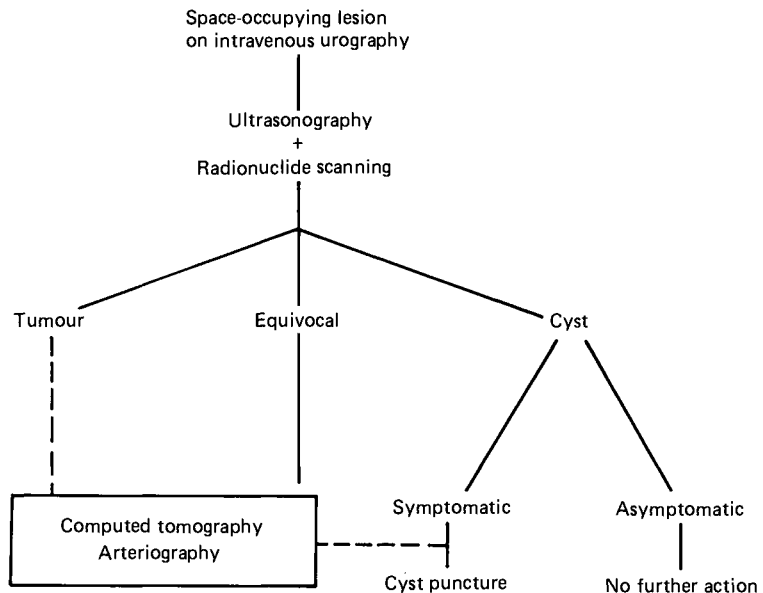 Space-occupying lesion
on intravenous urography
Ultrasonography
+
Radionuclide scanning
Tumour
Equivocal
Cyst
Computed tomography
Arteriography
Symptomatic
Asymptomatic
Cyst puncture
No further action